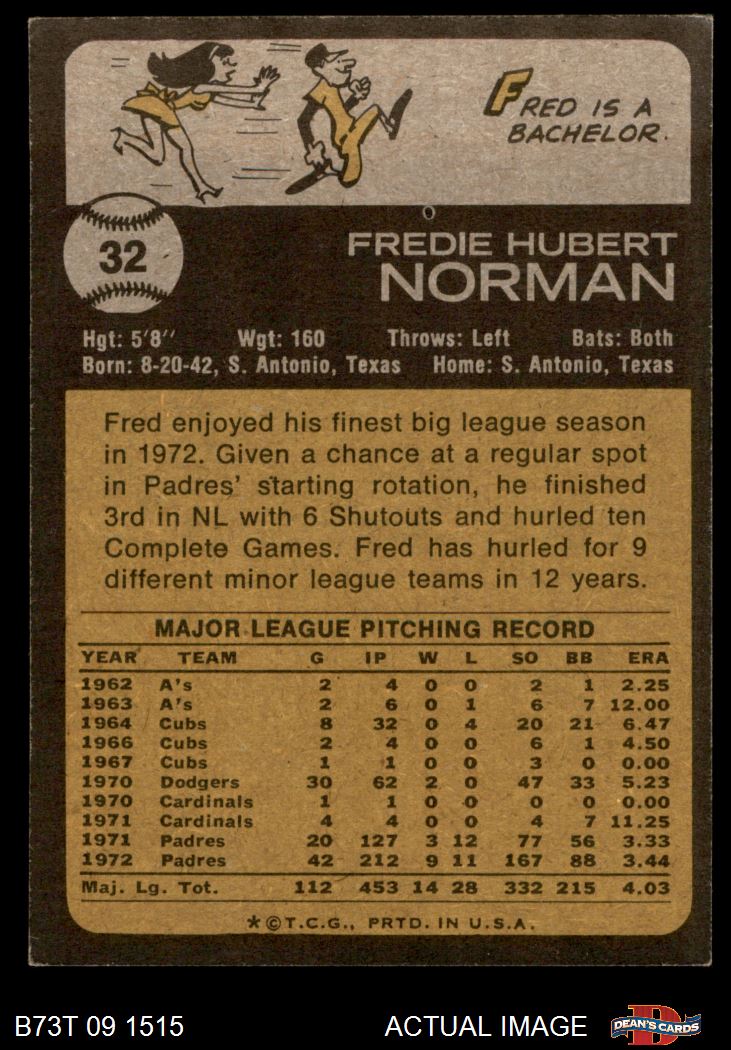 FRED IS A
BACHELOR.
32
FREDIE HUBERT
NORMAN
Hgt: 5'8" Wgt: 160 Throws: Left Bats: Both
Born: 8-20-42, S. Antonio, Texas Home: S. Antonio, Texas
Fred enjoyed his finest big league season
in 1972. Given a chance at a regular spot
in Padres' starting rotation, he finished
3rd in NL with 6 Shutouts and hurled ten
Complete Games. Fred has hurled for 9
different minor league teams in 12 years.
MAJOR LEAGUE PITCHING RECORD
YEAR TEAM G IP W L SO BB ERA
1962 A's 2 4 0 0 2 1 2.25
1963 A's 2 6 0 1 6 7 12.00
1964 Cubs 8 32 0 4 20 21 6.47
1966 Cubs 2 4 0 0 6 1 4.50
1967 Cubs 1 1 0 0 3 0 0.00
1970 Dodgers 30 62 2 0 47 33 5.23
1970 Cardinals 1 1 0 0 0 0 0.00
1971 Cardinals 4 4 0 0 4 7 11.25
1971 Padres 20 127 3 12 77 56 3.33
1972 Padres 42 212 9 11 167 88 3.44
Maj. Lg. Tot. 112 453 14 28 332 215 4.03
*©T.C.G., PRTD. IN U.S.A.
B73T 09 1515 ACTUAL IMAGE D DEAN'S CARDS